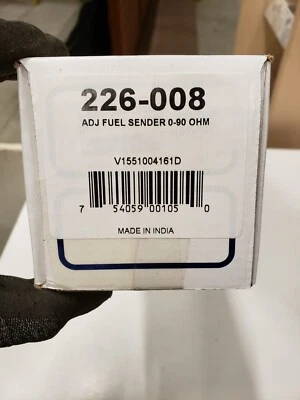 226-008
ADJ FUEL SENDER 0-90 OHM
V1551004161D
7 54059 00105 0
MADE IN INDIA